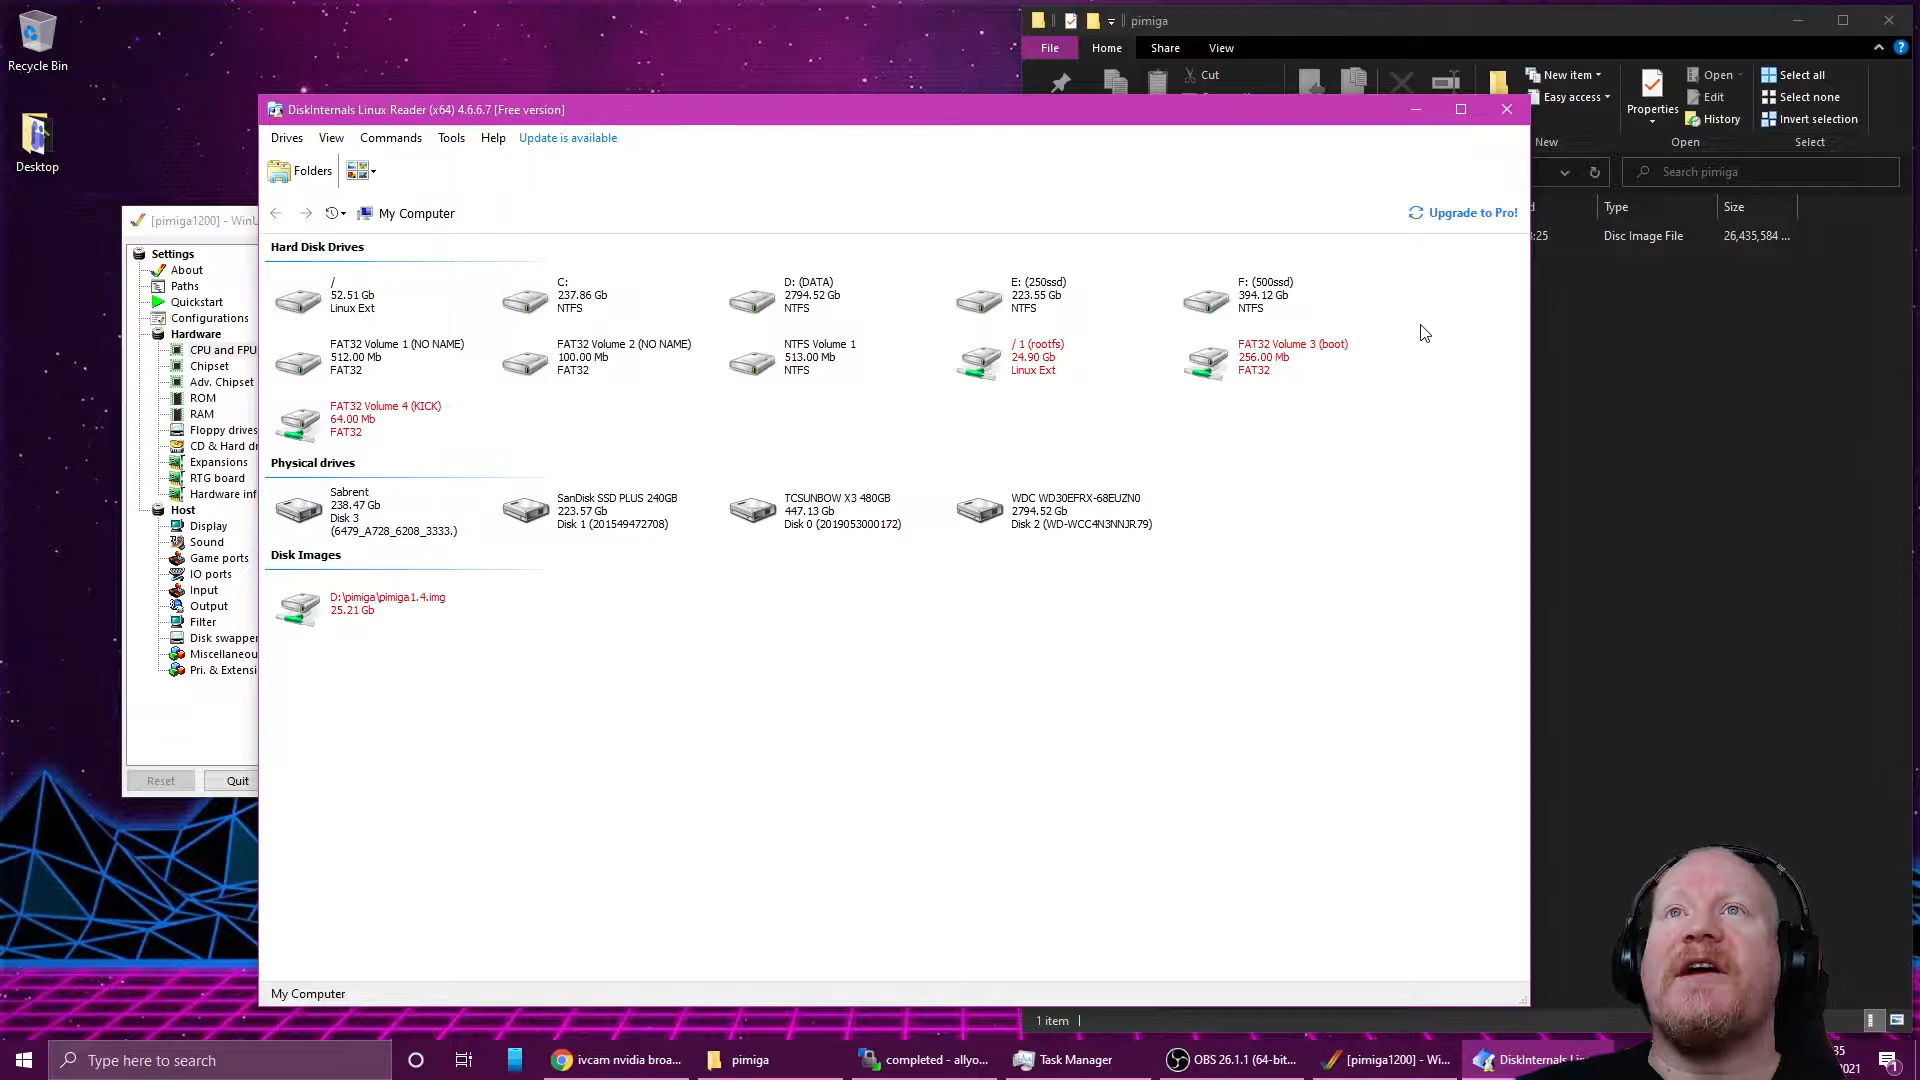 Recycle Bin
Desktop
pimiga
File
Home
Share
View
Cut
New item
Easy access
Properties
Open
Edit
History
Select all
Select none
Invert selection
New
Open
Select
Search pimiga
Type
Size
:25
Disc Image File
26,435,584 ...
1 item
DiskInternals Linux Reader (x64) 4.6.6.7 [Free version]
Drives
View
Commands
Tools
Help
Update is available
Folders
My Computer
Upgrade to Pro!
Hard Disk Drives
/
52.51 Gb
Linux Ext
C:
237.86 Gb
NTFS
D: (DATA)
2794.52 Gb
NTFS
E: (250ssd)
223.55 Gb
NTFS
F: (500ssd)
394.12 Gb
NTFS
FAT32 Volume 1 (NO NAME)
512.00 Mb
FAT32
FAT32 Volume 2 (NO NAME)
100.00 Mb
FAT32
NTFS Volume 1
513.00 Mb
NTFS
/ 1 (rootfs)
24.90 Gb
Linux Ext
FAT32 Volume 3 (boot)
256.00 Mb
FAT32
FAT32 Volume 4 (KICK)
64.00 Mb
FAT32
Physical drives
Sabrent
238.47 Gb
Disk 3
(6479_A728_6208_3333.)
SanDisk SSD PLUS 240GB
223.57 Gb
Disk 1 (201549472708)
TCSUNBOW X3 480GB
447.13 Gb
Disk 0 (2019053000172)
WDC WD30EFRX-68EUZN0
2794.52 Gb
Disk 2 (WD-WCC4N3NNJR79)
Disk Images
D:\pimiga\pimiga1.4.img
25.21 Gb
My Computer
[pimiga1200] - WinU
Settings
About
Paths
Quickstart
Configurations
Hardware
CPU and FPU
Chipset
Adv. Chipset
ROM
RAM
Floppy drives
CD & Hard dr
Expansions
RTG board
Hardware inf
Host
Display
Sound
Game ports
IO ports
Input
Output
Filter
Disk swapper
Miscellaneou
Pri. & Extensi
Reset
Quit
Type here to search
ivcam nvidia broa...
pimiga
completed - allyo...
Task Manager
OBS 26.1.1 (64-bit...
[pimiga1200] - Wi...
DiskInternals Lin
35
2021
1